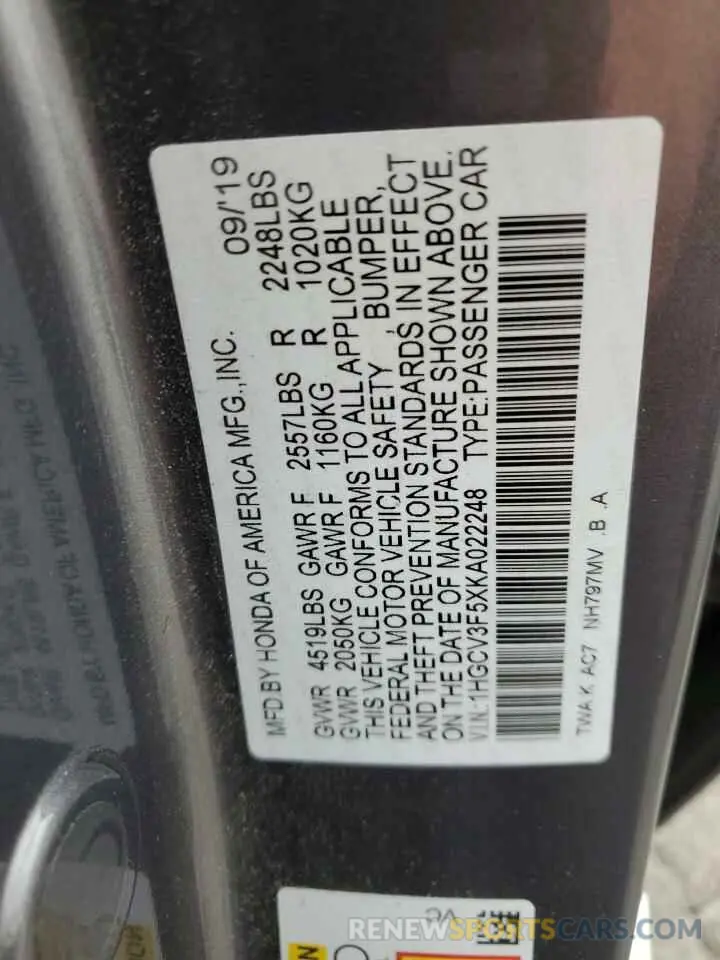 MFD BY HONDA OF AMERICA MFG.,INC. 09/'19
GVWR 4519LBS GAWR F 2557LBS R 2248LBS
GVWR 2050KG GAWR F 1160KG R 1020KG
THIS VEHICLE CONFORMS TO ALL APPLICABLE
FEDERAL MOTOR VEHICLE SAFETY , BUMPER,
AND THEFT PREVENTION STANDARDS IN EFFECT
ON THE DATE OF MANUFACTURE SHOWN ABOVE.
V.I.N.:1HGCV3F5XKA022248 TYPE:PASSENGER CAR
TWA K AC7 NH797MV .B .A
RENEWSPORTSCARS.COM